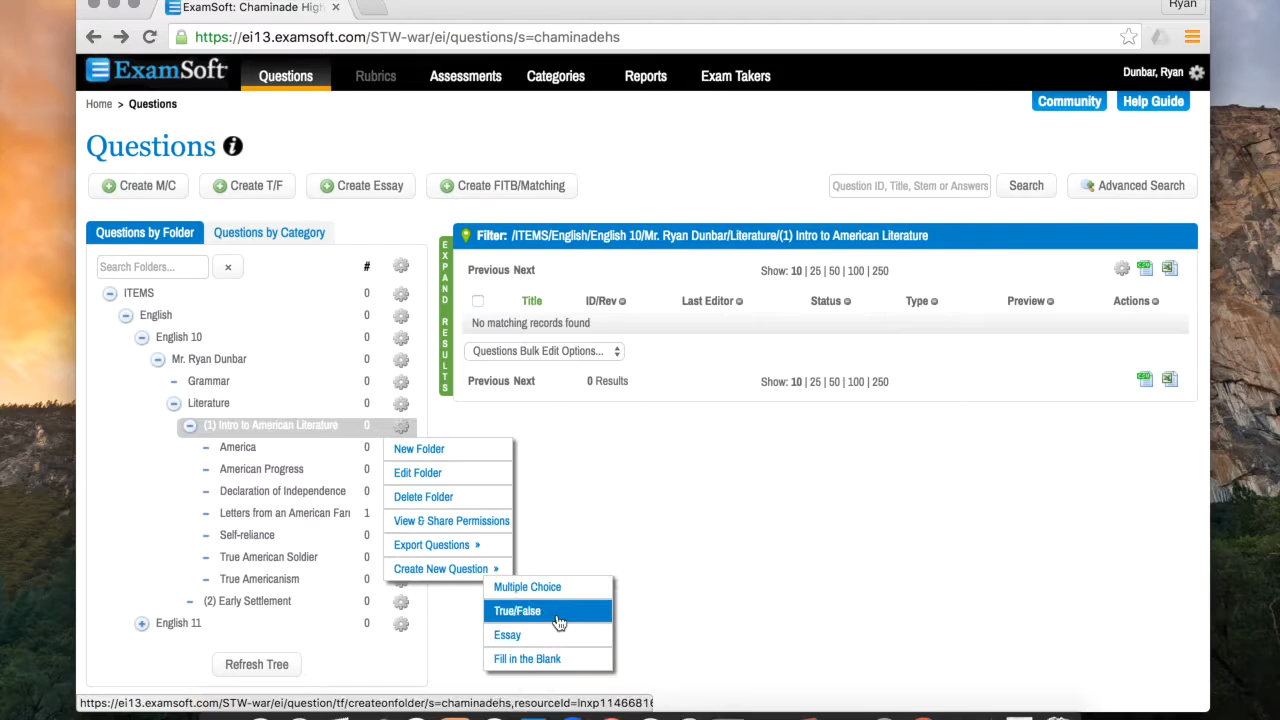 ExamSoft: Chaminade High
Ryan
https://ei13.examsoft.com/STW-war/ei/questions/s=chaminadehs
ExamSoft Questions Rubrics Assessments Categories Reports Exam Takers Dunbar, Ryan
Home > Questions Community Help Guide
Questions
Create M/C Create T/F Create Essay Create FITB/Matching Question ID, Title, Stem or Answers Search Advanced Search
Questions by Folder Questions by Category
Filter: /ITEMS/English/English 10/Mr. Ryan Dunbar/Literature/(1) Intro to American Literature
EXPAND RESULTS
Search Folders... × #
Previous Next Show: 10 | 25 | 50 | 100 | 250
ITEMS 0
Title ID/Rev Last Editor Status Type Preview Actions
English 0
No matching records found
English 10 0
Questions Bulk Edit Options...
Mr. Ryan Dunbar 0
Grammar 0
Previous Next 0 Results Show: 10 | 25 | 50 | 100 | 250
Literature 0
(1) Intro to American Literature 0
America 0
American Progress 0
Declaration of Independence 0
Letters from an American Farr 1
Self-reliance 0
True American Soldier 0
True Americanism 0
(2) Early Settlement 0
English 11 0
Refresh Tree
New Folder
Edit Folder
Delete Folder
View & Share Permissions
Export Questions »
Create New Question »
Multiple Choice
True/False
Essay
Fill in the Blank
https://ei13.examsoft.com/STW-war/ei/question/tf/createonfolder/s=chaminadehs,resourceId=lnxp11466816